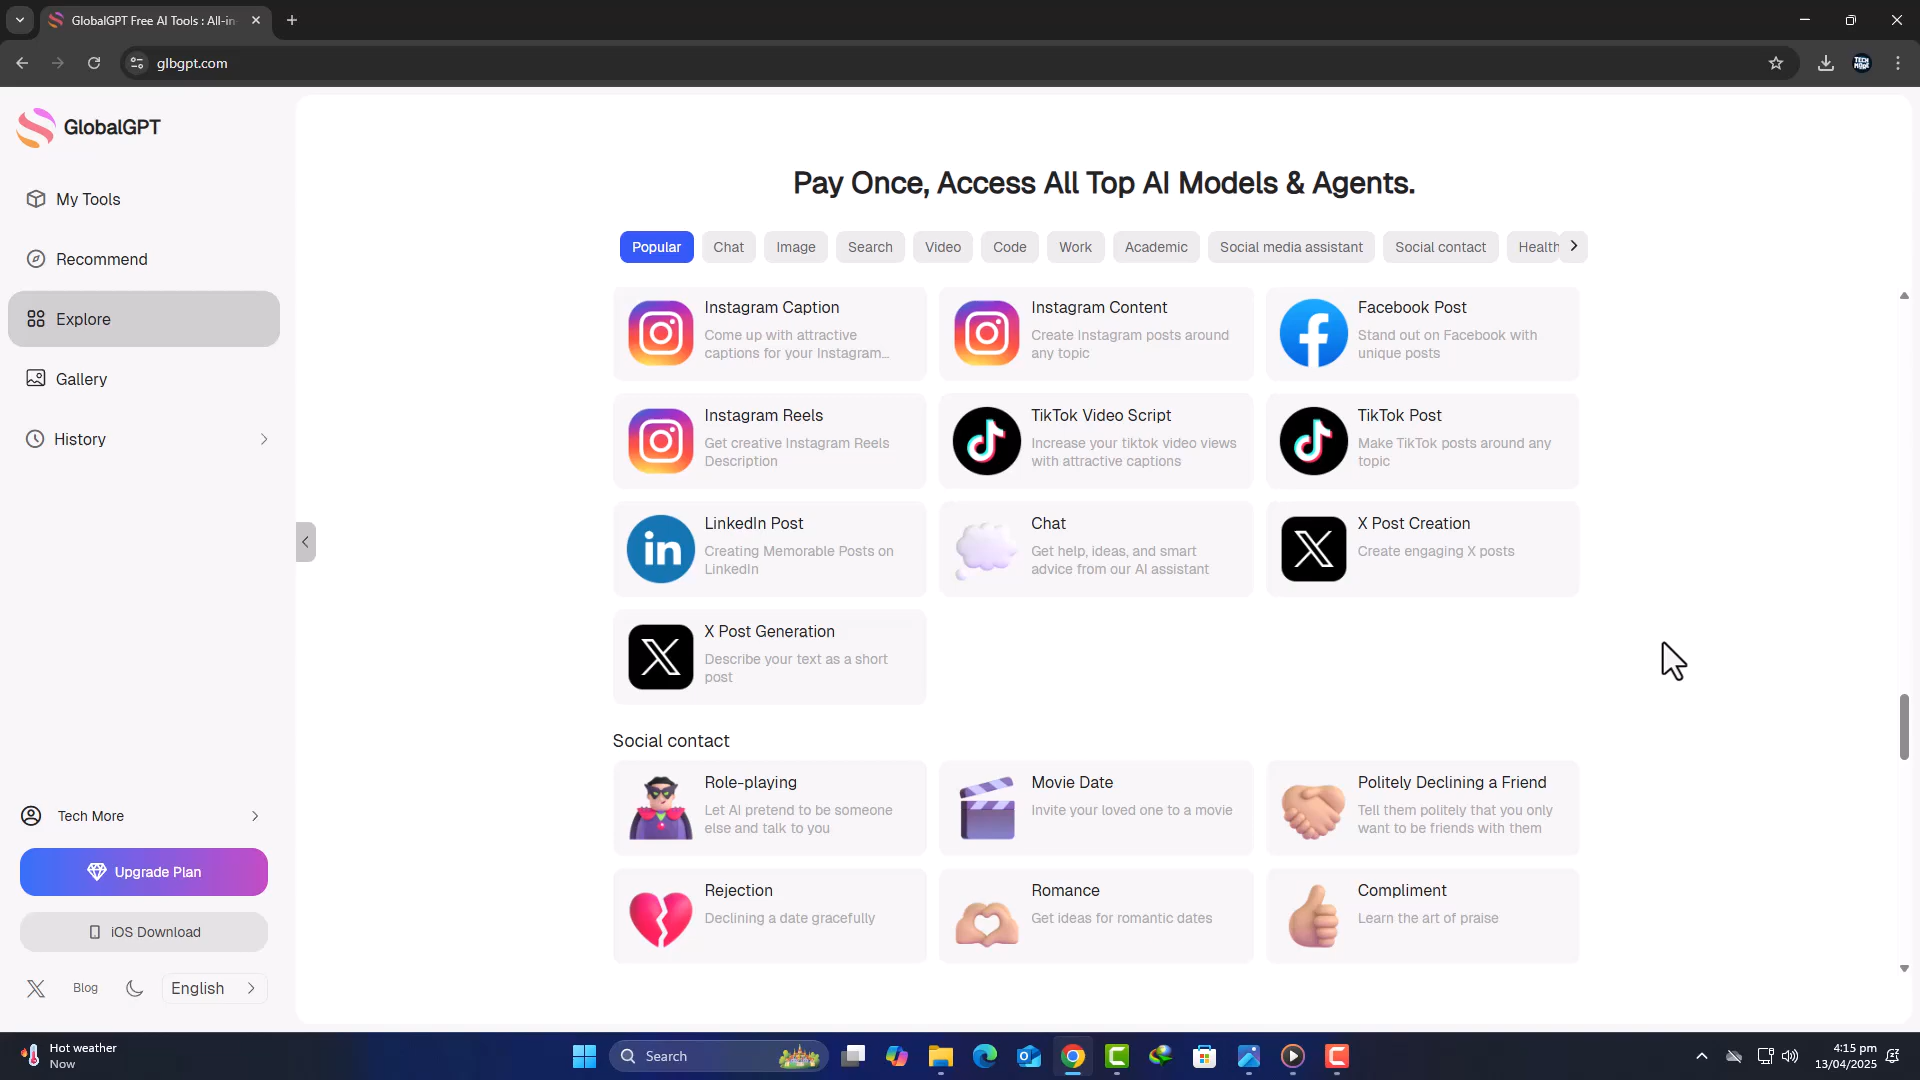 GlobalGPT Free AI Tools : All-in-
glbgpt.com
GlobalGPT
My Tools
Recommend
Explore
Gallery
History
Tech More
Upgrade Plan
iOS Download
Blog
English
Pay Once, Access All Top AI Models & Agents.
Popular
Chat
Image
Search
Video
Code
Work
Academic
Social media assistant
Social contact
Health
Instagram Caption
Come up with attractive
captions for your Instagram...
Instagram Content
Create Instagram posts around
any topic
Facebook Post
Stand out on Facebook with
unique posts
Instagram Reels
Get creative Instagram Reels
Description
TikTok Video Script
Increase your tiktok video views
with attractive captions
TikTok Post
Make TikTok posts around any
topic
LinkedIn Post
Creating Memorable Posts on
LinkedIn
Chat
Get help, ideas, and smart
advice from our AI assistant
X Post Creation
Create engaging X posts
X Post Generation
Describe your text as a short
post
Social contact
Role-playing
Let AI pretend to be someone
else and talk to you
Movie Date
Invite your loved one to a movie
Politely Declining a Friend
Tell them politely that you only
want to be friends with them
Rejection
Declining a date gracefully
Romance
Get ideas for romantic dates
Compliment
Learn the art of praise
Hot weather
Now
Search
4:15 pm
13/04/2025